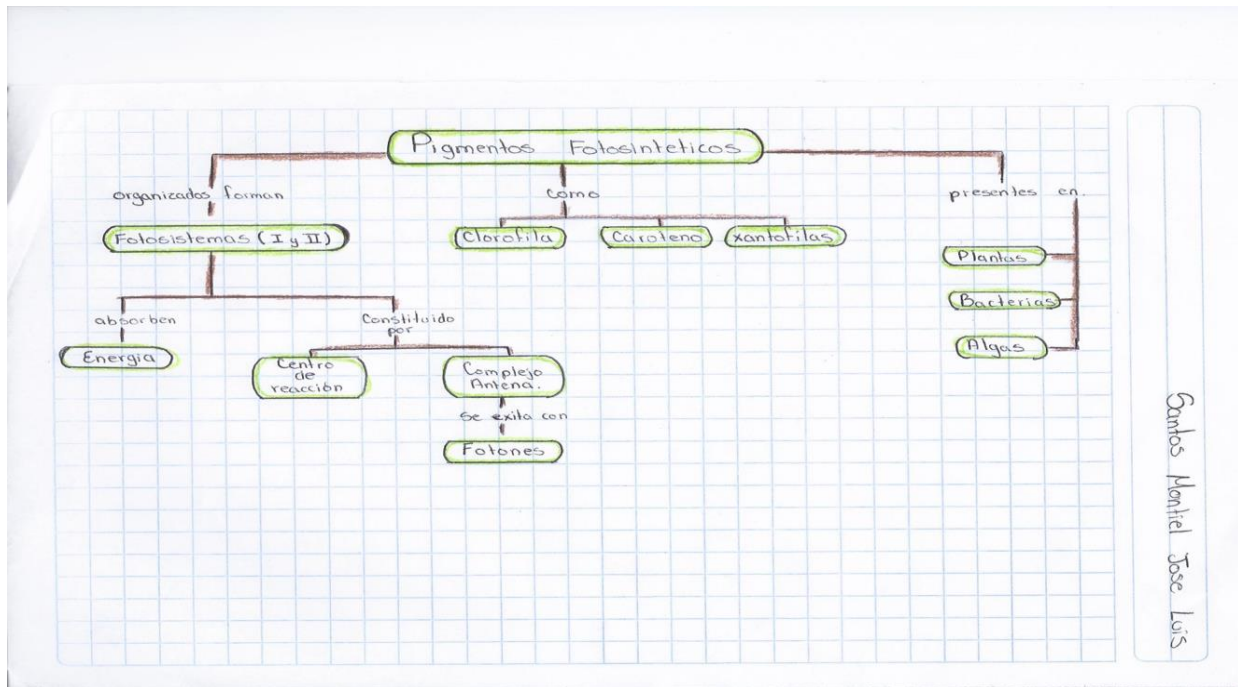 Pigmentos Fotosinteticos
organizados forman
como
presentes en.
Fotosistemas (I y II)
Clorofila
Caroteno
xantofilas
Plantas
Bacterias
Algas
absorben
Constituido
por
Energia
Centro
de
reacción
Complejo
Antena.
se exita con
Fotones
Santos Montiel Jose Luis